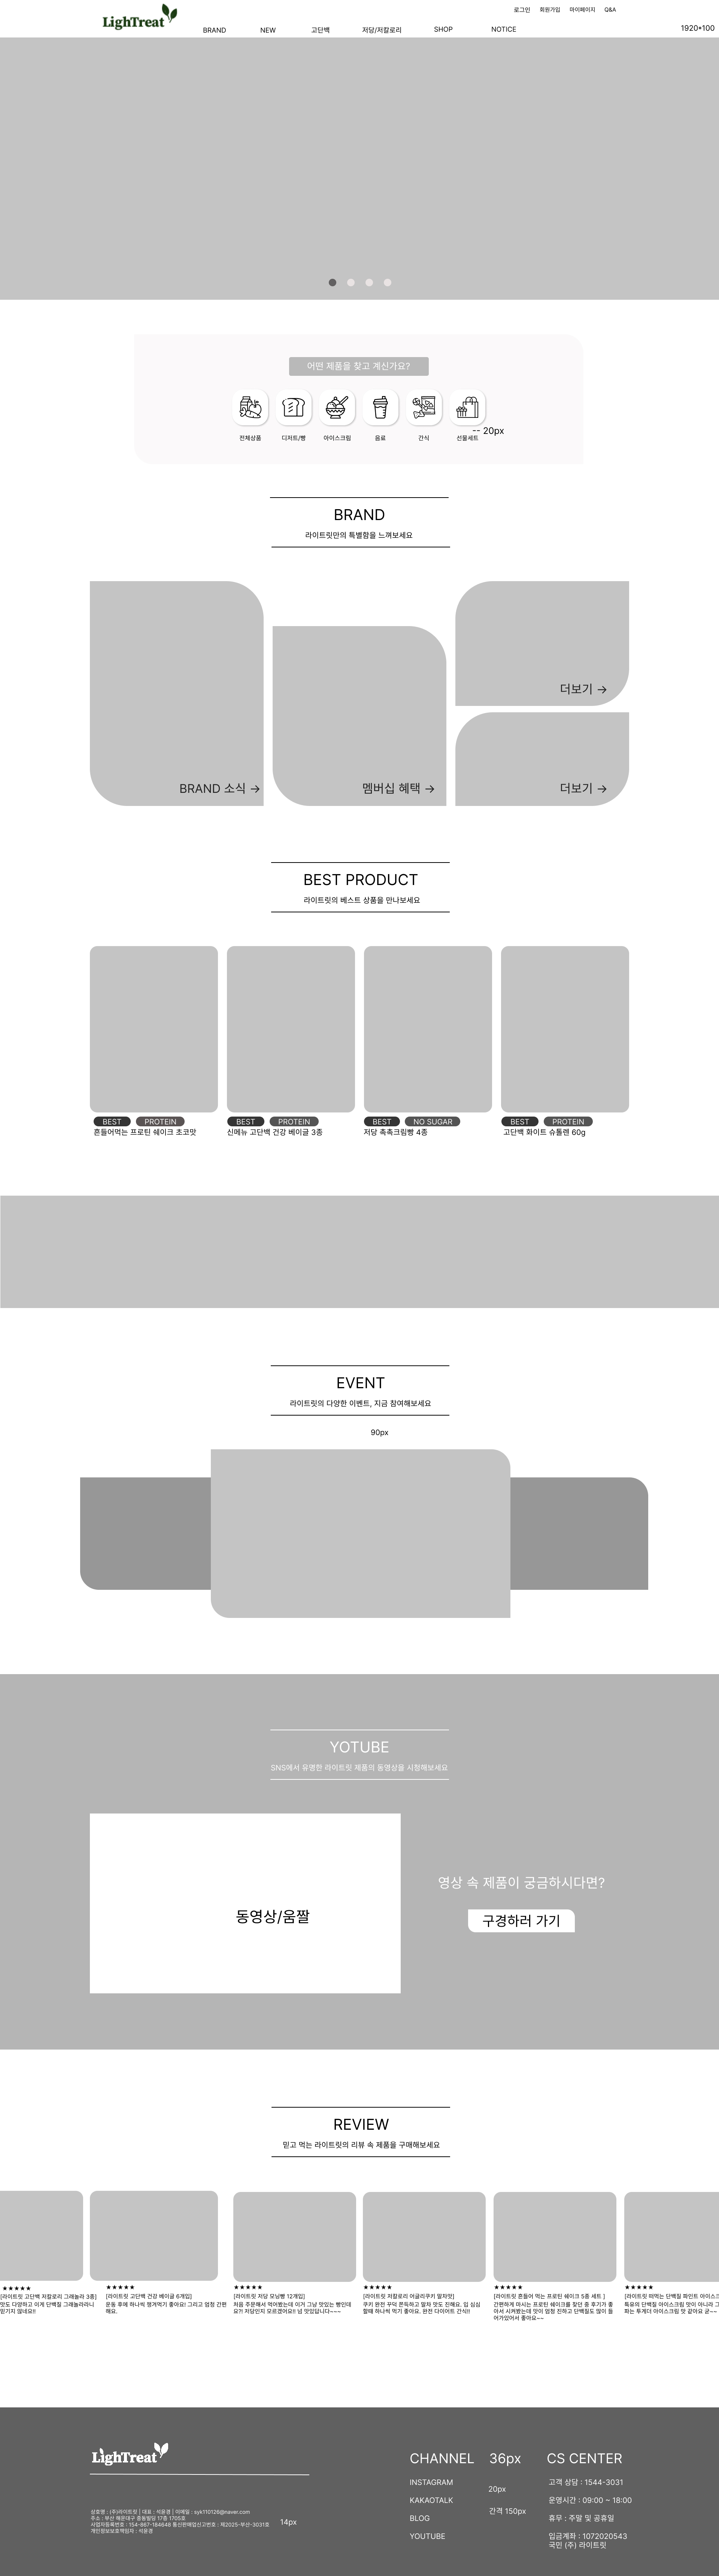 LighTreat
로그인 회원가입 마이페이지 Q&A
BRAND NEW 고단백 저당/저칼로리 SHOP NOTICE
1920*100
어떤 제품을 찾고 계신가요?
전체상품 디저트/빵 아이스크림 음료 간식 선물세트
-- 20px
BRAND
라이트릿만의 특별함을 느껴보세요
더보기 →
BRAND 소식 →
멤버십 혜택 →
더보기 →
BEST PRODUCT
라이트릿의 베스트 상품을 만나보세요
BEST PROTEIN
흔들어먹는 프로틴 쉐이크 초코맛
BEST PROTEIN
신메뉴 고단백 건강 베이글 3종
BEST NO SUGAR
저당 촉촉크림빵 4종
BEST PROTEIN
고단백 화이트 슈톨렌 60g
EVENT
라이트릿의 다양한 이벤트, 지금 참여해보세요
90px
YOTUBE
SNS에서 유명한 라이트릿 제품의 동영상을 시청해보세요
동영상/움짤
영상 속 제품이 궁금하시다면?
구경하러 가기
REVIEW
믿고 먹는 라이트릿의 리뷰 속 제품을 구매해보세요
★★★★★
[라이트릿 고단백 저칼로리 그래놀라 3종]
맛도 다양하고 이게 단백질 그래놀라라니
믿기지 않네요!!
★★★★★
[라이트릿 고단백 건강 베이글 6개입]
운동 후에 하나씩 챙겨먹기 좋아요! 그리고 엄청 간편
해요.
★★★★★
[라이트릿 저당 모닝빵 12개입]
처음 주문해서 먹어봤는데 이거 그냥 맛있는 빵인데
요?! 저당인지 모르겠어요!! 넘 맛있답니다~~~
★★★★★
[라이트릿 저칼로리 어글리쿠키 말차맛]
쿠키 완전 꾸덕 쫀득하고 말차 맛도 진해요. 입 심심
할때 하나씩 먹기 좋아요. 완전 다이어트 간식!!
★★★★★
[라이트릿 흔들어 먹는 프로틴 쉐이크 5종 세트 ]
간편하게 마시는 프로틴 쉐이크를 찾던 중 후기가 좋
아서 시켜봤는데 맛이 엄청 진하고 단백질도 많이 들
어가있어서 좋아요~~
★★★★★
[라이트릿 떠먹는 단백질 파인트 아이스크
특유의 단백질 아이스크림 맛이 아니라 그
파는 투게더 아이스크림 맛 같아요 굳~~
LighTreat
상호명 : (주)라이트릿 | 대표 : 석윤경 | 이메일 : syk110126@naver.com
주소 : 부산 해운대구 종동빌딩 17층 1705호
사업자등록번호 : 154-867-184648 통신판매업신고번호 : 제2025-부산-3031호
개인정보보호책임자 : 석윤경
14px
CHANNEL
INSTAGRAM
KAKAOTALK
BLOG
YOUTUBE
36px
20px
간격 150px
CS CENTER
고객 상담 : 1544-3031
운영시간 : 09:00 ~ 18:00
휴무 : 주말 및 공휴일
입금계좌 : 1072020543
국민 (주) 라이트릿